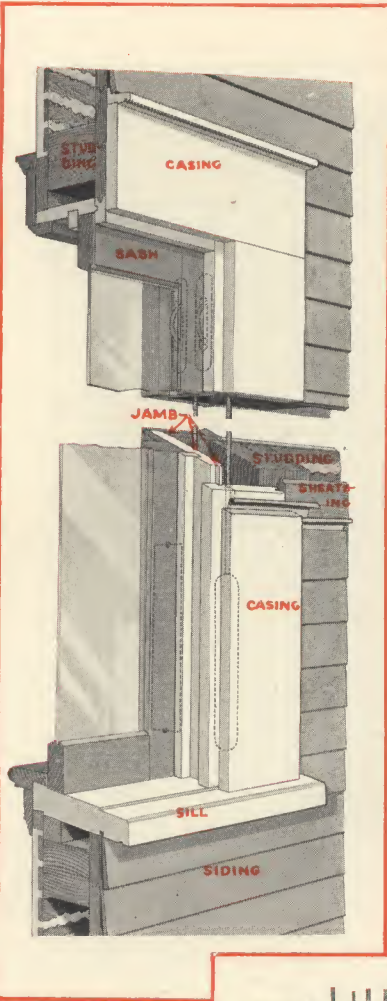 STUD-
DING
CASING
SASH
JAMB
STUDDING
SHEATH-
ING
CASING
SILL
SIDING